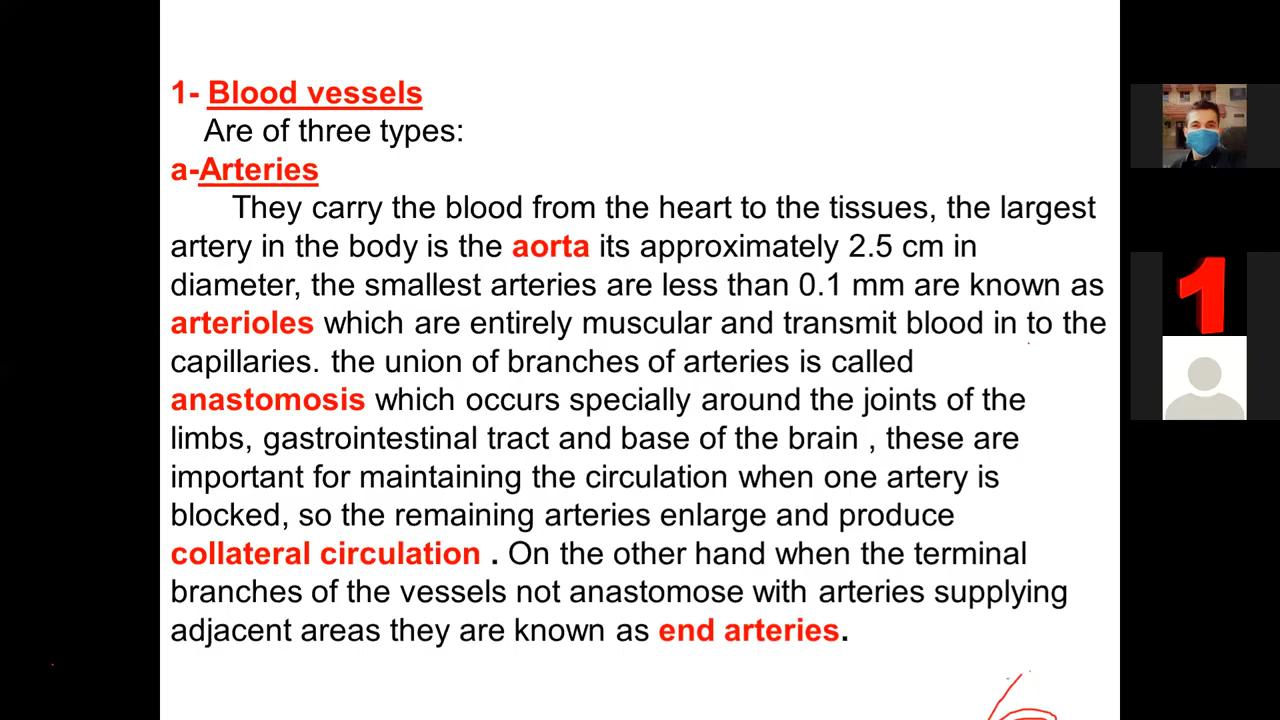 1- Blood vessels
Are of three types:
a-Arteries
They carry the blood from the heart to the tissues, the largest
artery in the body is the aorta its approximately 2.5 cm in
diameter, the smallest arteries are less than 0.1 mm are known as
arterioles which are entirely muscular and transmit blood in to the
capillaries. the union of branches of arteries is called
anastomosis which occurs specially around the joints of the
limbs, gastrointestinal tract and base of the brain , these are
important for maintaining the circulation when one artery is
blocked, so the remaining arteries enlarge and produce
collateral circulation . On the other hand when the terminal
branches of the vessels not anastomose with arteries supplying
adjacent areas they are known as end arteries.
1